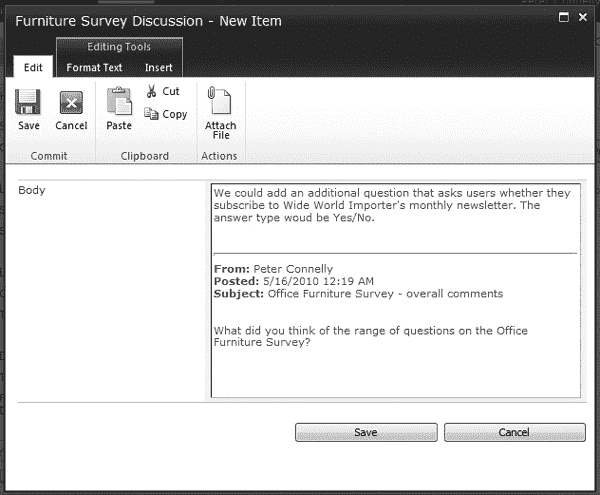 Furniture Survey Discussion - New Item
Editing Tools
Edit Format Text Insert
Save Cancel Paste Cut Copy Attach File
Commit Clipboard Actions
Body
We could add an additional question that asks users whether they
subscribe to Wide World Importer's monthly newsletter. The
answer type woud be Yes/No.
From: Peter Connelly
Posted: 5/16/2010 12:19 AM
Subject: Office Furniture Survey - overall comments
What did you think of the range of questions on the Office
Furniture Survey?
Save Cancel